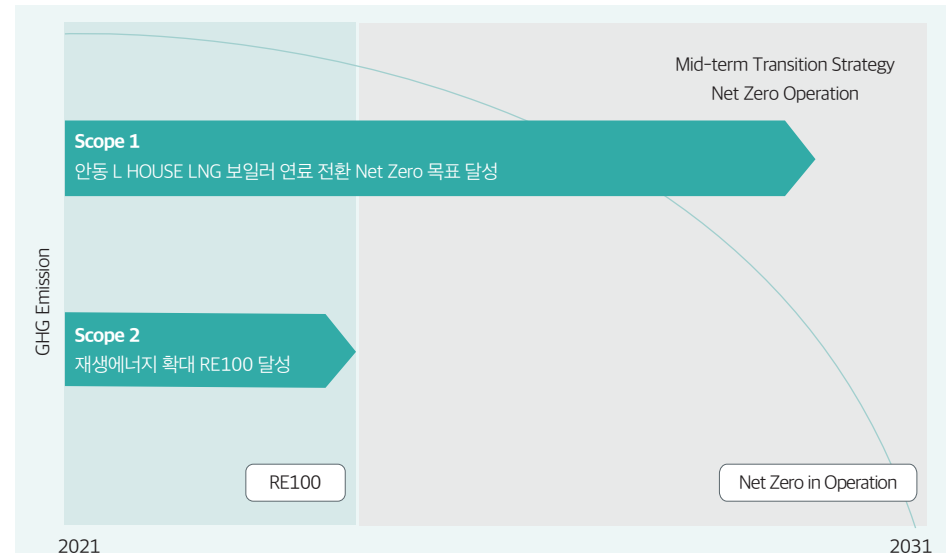 Mid-term Transition Strategy
Net Zero Operation
Scope 1
안동 L HOUSE LNG 보일러 연료 전환 Net Zero 목표 달성
GHG Emission
Scope 2
재생에너지 확대 RE100 달성
RE100
Net Zero in Operation
2021
2031